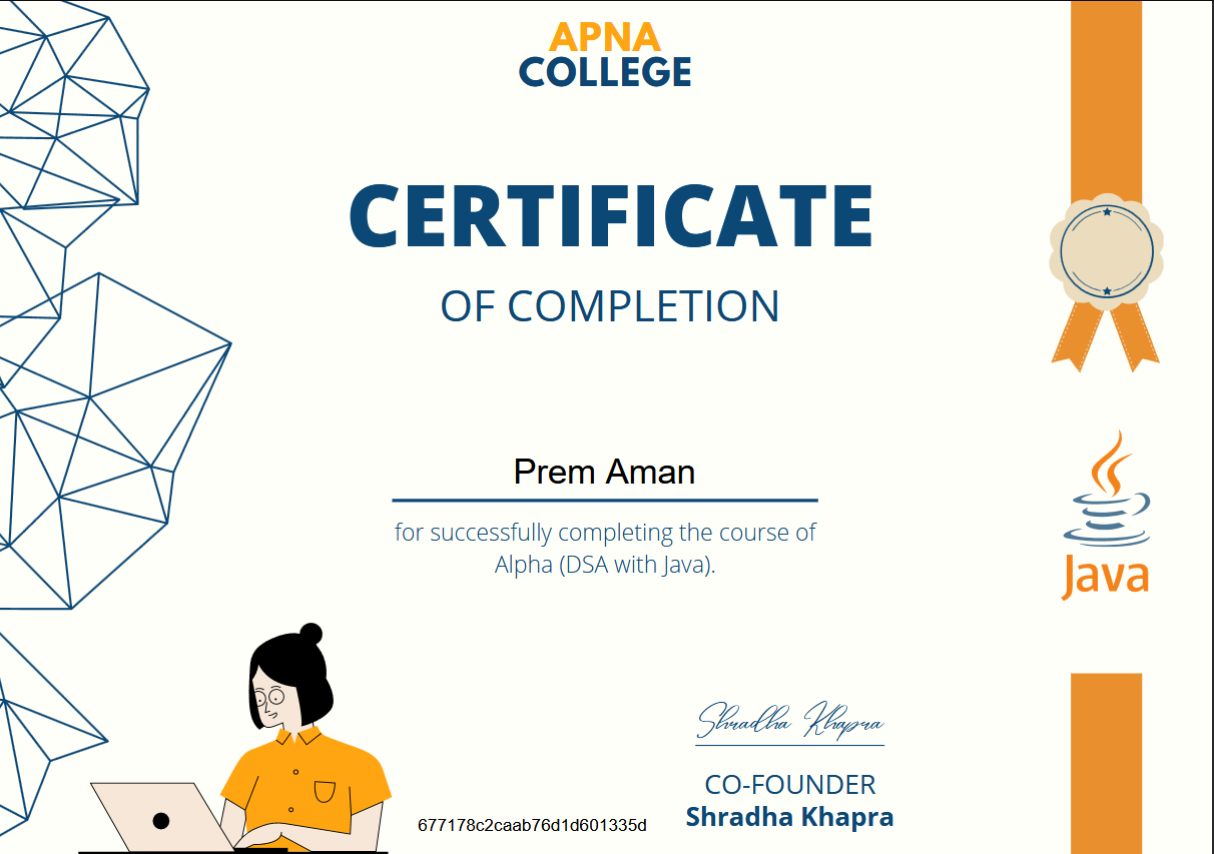 APNA
COLLEGE
CERTIFICATE
OF COMPLETION
Prem Aman
for successfully completing the course of
Alpha (DSA with Java).
Java
Shradha Khapra
CO-FOUNDER
Shradha Khapra
677178c2caab76d1d601335d